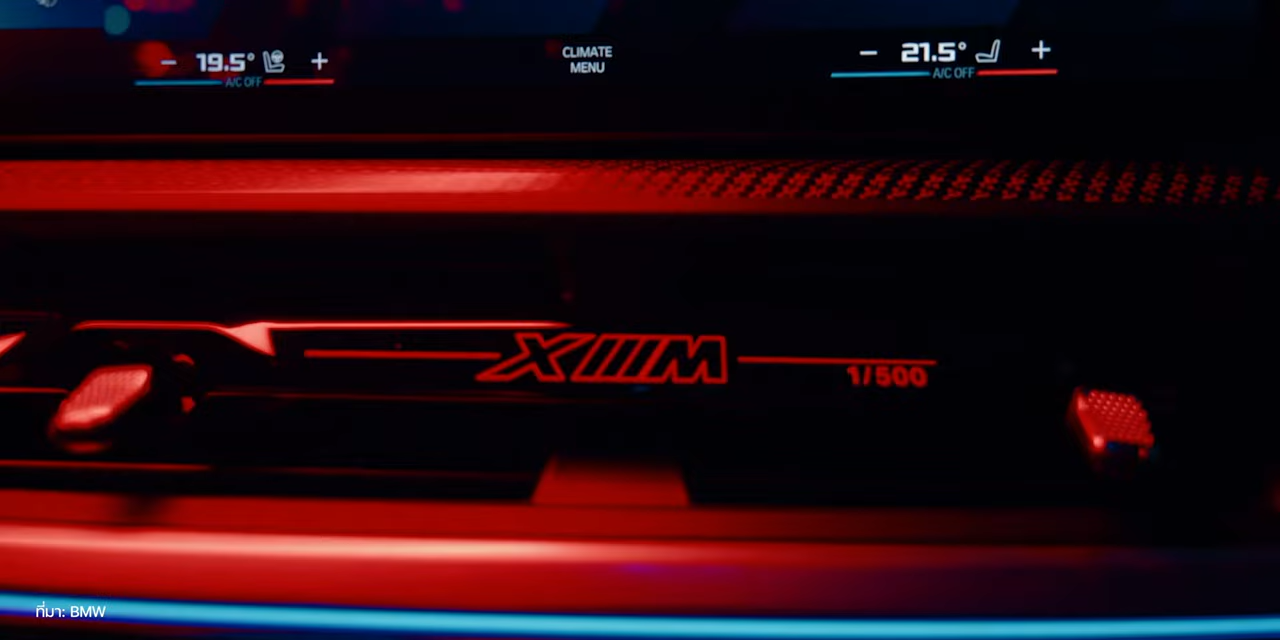 − 19.5° +
A/C OFF
CLIMATE
MENU
− 21.5° +
A/C OFF
XM
1/500
ที่มา: BMW